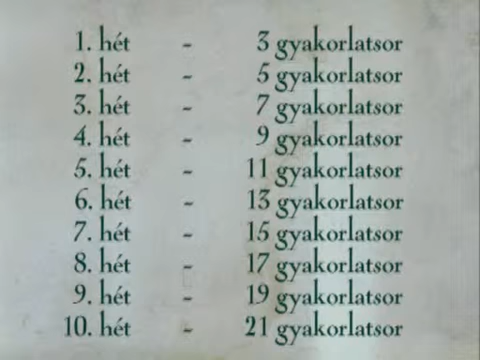 1. hét - 3 gyakorlatsor
2. hét - 5 gyakorlatsor
3. hét - 7 gyakorlatsor
4. hét - 9 gyakorlatsor
5. hét - 11 gyakorlatsor
6. hét - 13 gyakorlatsor
7. hét - 15 gyakorlatsor
8. hét - 17 gyakorlatsor
9. hét - 19 gyakorlatsor
10. hét - 21 gyakorlatsor